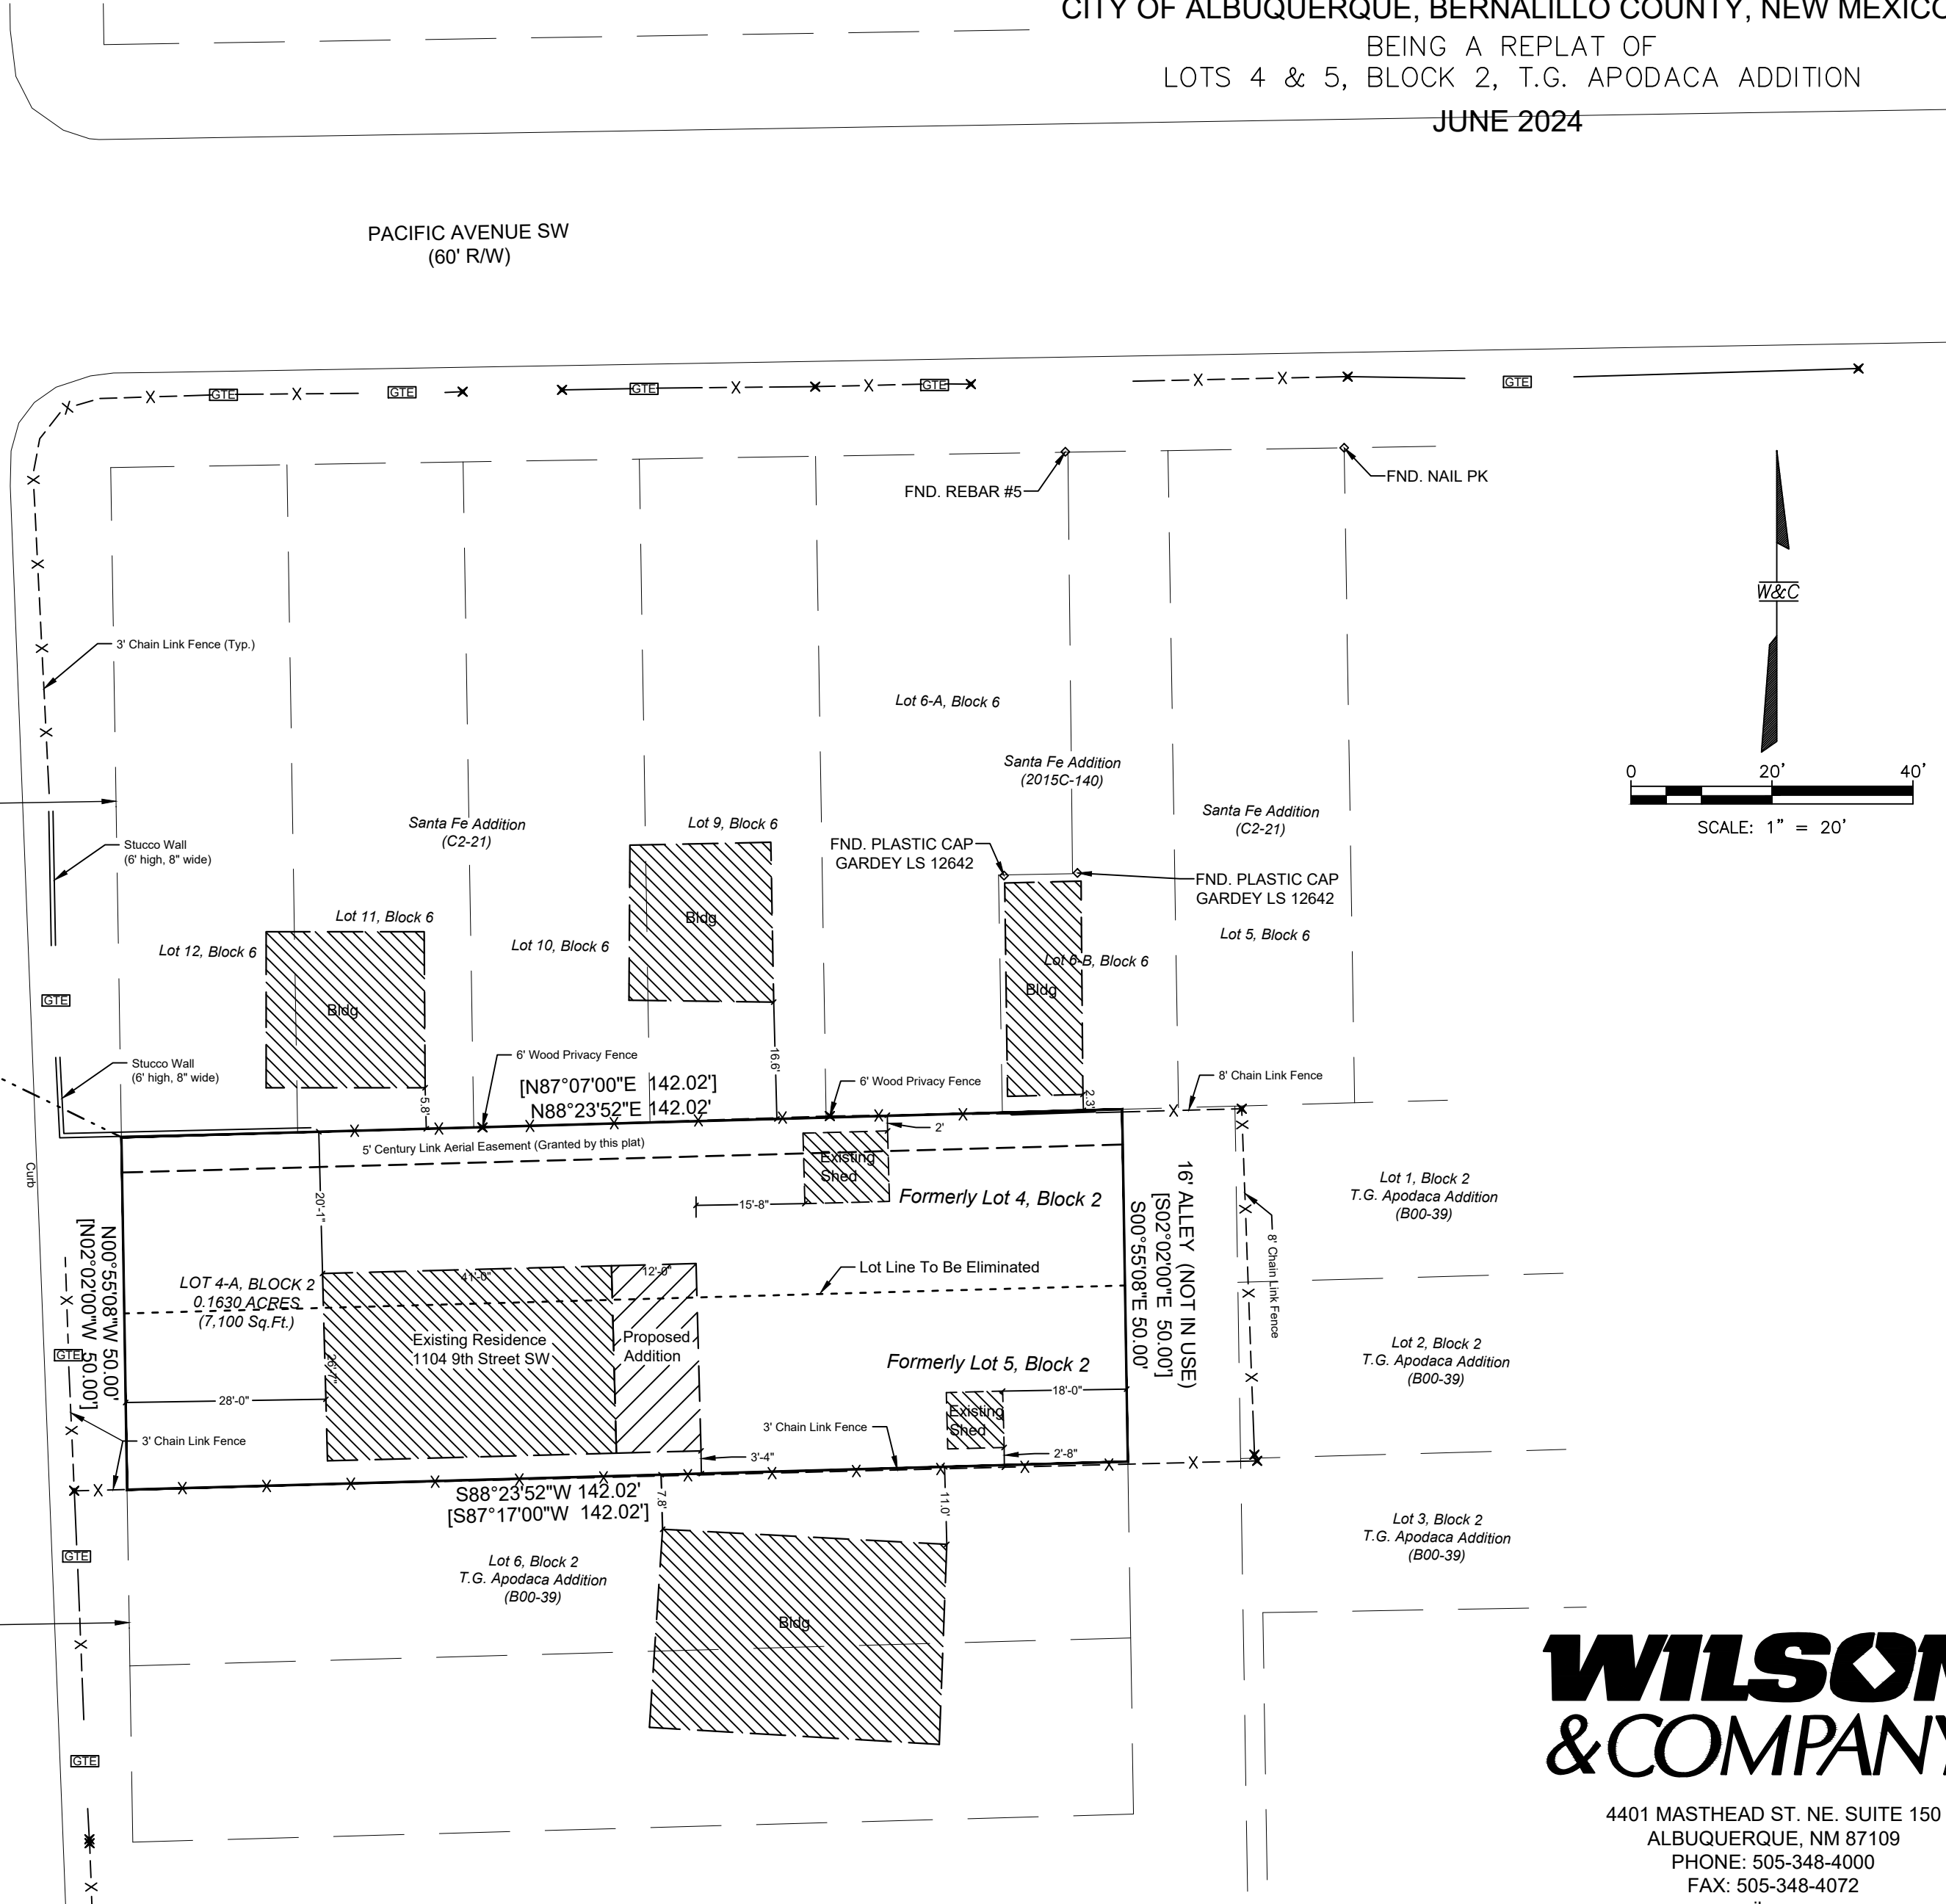 CITY OF ALBUQUERQUE, BERNALILLO COUNTY, NEW MEXICO
BEING A REPLAT OF
LOTS 4 & 5, BLOCK 2, T.G. APODACA ADDITION
JUNE 2024
PACIFIC AVENUE SW
(60' R/W)
GTE
GTE
GTE
GTE
GTE
FND. REBAR #5
FND. NAIL PK
W&C
3' Chain Link Fence (Typ.)
Lot 6-A, Block 6
Santa Fe Addition
(2015C-140)
0 20' 40'
SCALE: 1" = 20'
Santa Fe Addition
(C2-21)
Lot 9, Block 6
Santa Fe Addition
(C2-21)
Stucco Wall
(6' high, 8" wide)
FND. PLASTIC CAP
GARDEY LS 12642
FND. PLASTIC CAP
GARDEY LS 12642
Lot 11, Block 6
Bldg
Lot 12, Block 6
Lot 10, Block 6
Lot 5, Block 6
Lot 6-B, Block 6
Bldg
Bldg
GTE
Stucco Wall
(6' high, 8" wide)
6' Wood Privacy Fence
16.6'
[N87°07'00"E 142.02']
N88°23'52"E 142.02'
6' Wood Privacy Fence
8' Chain Link Fence
5.8'
2.3'
2'
5' Century Link Aerial Easement (Granted by this plat)
Curb
Existing
Shed
20'-1"
15'-8"
Formerly Lot 4, Block 2
16' ALLEY (NOT IN USE)
[S02°02'00"E 50.00']
S00°55'08"E 50.00'
8' Chain Link Fence
Lot 1, Block 2
T.G. Apodaca Addition
(B00-39)
N00°55'08"W 50.00'
[N02°02'00"W 50.00']
LOT 4-A, BLOCK 2
0.1630 ACRES
(7,100 Sq.Ft.)
41'-0"
12'-0"
Lot Line To Be Eliminated
GTE
Existing Residence
1104 9th Street SW
26'-7"
Proposed
Addition
Formerly Lot 5, Block 2
Lot 2, Block 2
T.G. Apodaca Addition
(B00-39)
28'-0"
18'-0"
Existing
Shed
3' Chain Link Fence
3' Chain Link Fence
3'-4"
2'-8"
S88°23'52"W 142.02'
[S87°17'00"W 142.02']
7.8'
11.0'
Lot 3, Block 2
T.G. Apodaca Addition
(B00-39)
GTE
Lot 6, Block 2
T.G. Apodaca Addition
(B00-39)
Bldg
GTE
WILSON
&COMPANY
4401 MASTHEAD ST. NE. SUITE 150
ALBUQUERQUE, NM 87109
PHONE: 505-348-4000
FAX: 505-348-4072